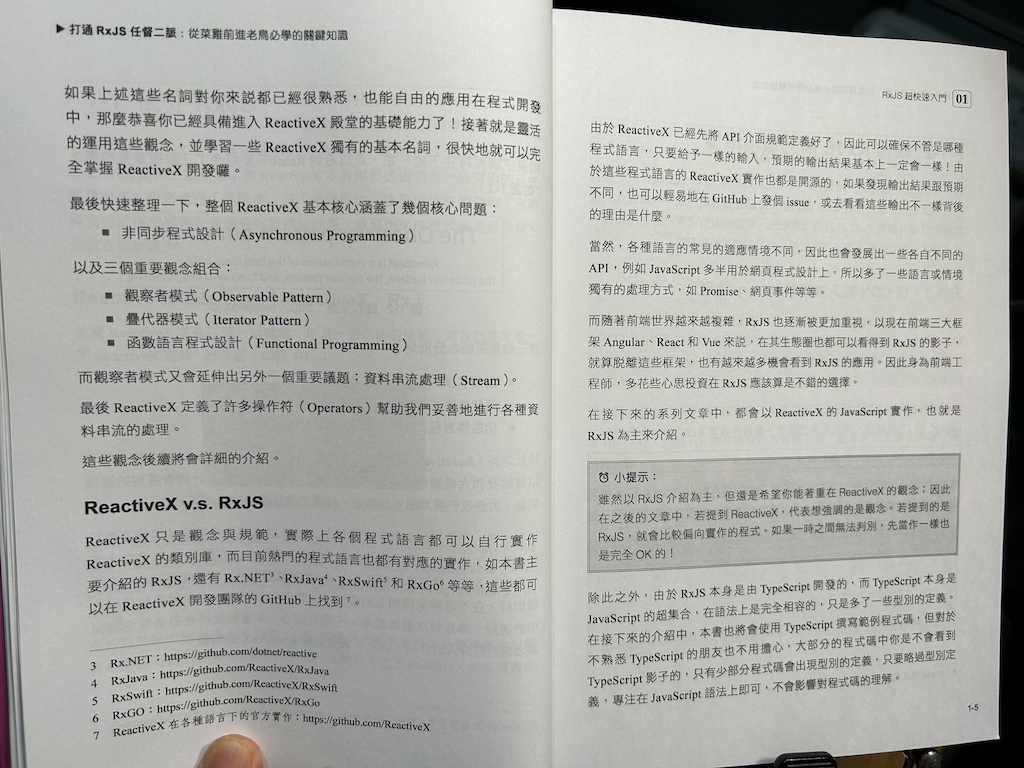 ▶ 打通 RxJS 任督二脈：從菜雞前進老鳥必學的關鍵知識
如果上述這些名詞對你來說都已經很熟悉，也能自由的應用在程式開發
中，那麼恭喜你已經具備進入 ReactiveX 殿堂的基礎能力了！接著就是靈活
的運用這些觀念，並學習一些 ReactiveX 獨有的基本名詞，很快地就可以完
全掌握 ReactiveX 開發囉。
最後快速整理一下，整個 ReactiveX 基本核心涵蓋了幾個核心問題：
■ 非同步程式設計（Asynchronous Programming）
以及三個重要觀念組合：
■ 觀察者模式（Observable Pattern）
■ 疊代器模式（Iterator Pattern）
■ 函數語言程式設計（Functional Programming）
而觀察者模式又會延伸出另外一個重要議題：資料串流處理（Stream）。
最後 ReactiveX 定義了許多操作符（Operators）幫助我們妥善地進行各種資
料串流的處理。
這些觀念後續將會詳細的介紹。
ReactiveX v.s. RxJS
ReactiveX 只是觀念與規範，實際上各個程式語言都可以自行實作
ReactiveX 的類別庫，而目前熱門的程式語言也都有對應的實作，如本書主
要介紹的 RxJS，還有 Rx.NET³、RxJava⁴、RxSwift⁵ 和 RxGo⁶ 等等，這些都可
以在 ReactiveX 開發團隊的 GitHub 上找到⁷。
3 Rx.NET：https://github.com/dotnet/reactive
4 RxJava：https://github.com/ReactiveX/RxJava
5 RxSwift：https://github.com/ReactiveX/RxSwift
6 RxGO：https://github.com/ReactiveX/RxGo
7 ReactiveX 在各種語言下的官方實作：https://github.com/ReactiveX
RxJS 超快速入門 01
由於 ReactiveX 已經先將 API 介面規範定義好了，因此可以確保不管是哪種
程式語言，只要給予一樣的輸入，預期的輸出結果基本上一定會一樣！由
於這些程式語言的 ReactiveX 實作也都是開源的，如果發現輸出結果跟預期
不同，也可以輕易地在 GitHub 上發個 issue，或去看看這些輸出不一樣背後
的理由是什麼。
當然，各種語言的常見的適應情境不同，因此也會發展出一些各自不同的
API，例如 JavaScript 多半用於網頁程式設計上，所以多了一些語言或情境
獨有的處理方式，如 Promise、網頁事件等等。
而隨著前端世界越來越複雜，RxJS 也逐漸被更加重視，以現在前端三大框
架 Angular、React 和 Vue 來說，在其生態圈也都可以看得到 RxJS 的影子，
就算脫離這些框架，也有越來越多機會看到 RxJS 的應用。因此身為前端工
程師，多花些心思投資在 RxJS 應該算是不錯的選擇。
在接下來的系列文章中，都會以 ReactiveX 的 JavaScript 實作，也就是
RxJS 為主來介紹。
小提示：
雖然以 RxJS 介紹為主，但還是希望你能著重在 ReactiveX 的觀念；因此
在之後的文章中，若提到 ReactiveX，代表想強調的是觀念。若提到的是
RxJS，就會比較偏向實作的程式。如果一時之間無法判別，先當作一樣也
是完全 OK 的！
除此之外，由於 RxJS 本身是由 TypeScript 開發的，而 TypeScript 本身是
JavaScript 的超集合，在語法上是完全相容的，只是多了一些型別的定義。
在接下來的介紹中，本書也將會使用 TypeScript 撰寫範例程式碼，但對於
不熟悉 TypeScript 的朋友也不用擔心，大部分的程式碼中你是不會看到
TypeScript 影子的，只有少部分程式碼會出現型別的定義，只要略過型別定
義，專注在 JavaScript 語法上即可，不會影響對程式碼的理解。
1-5